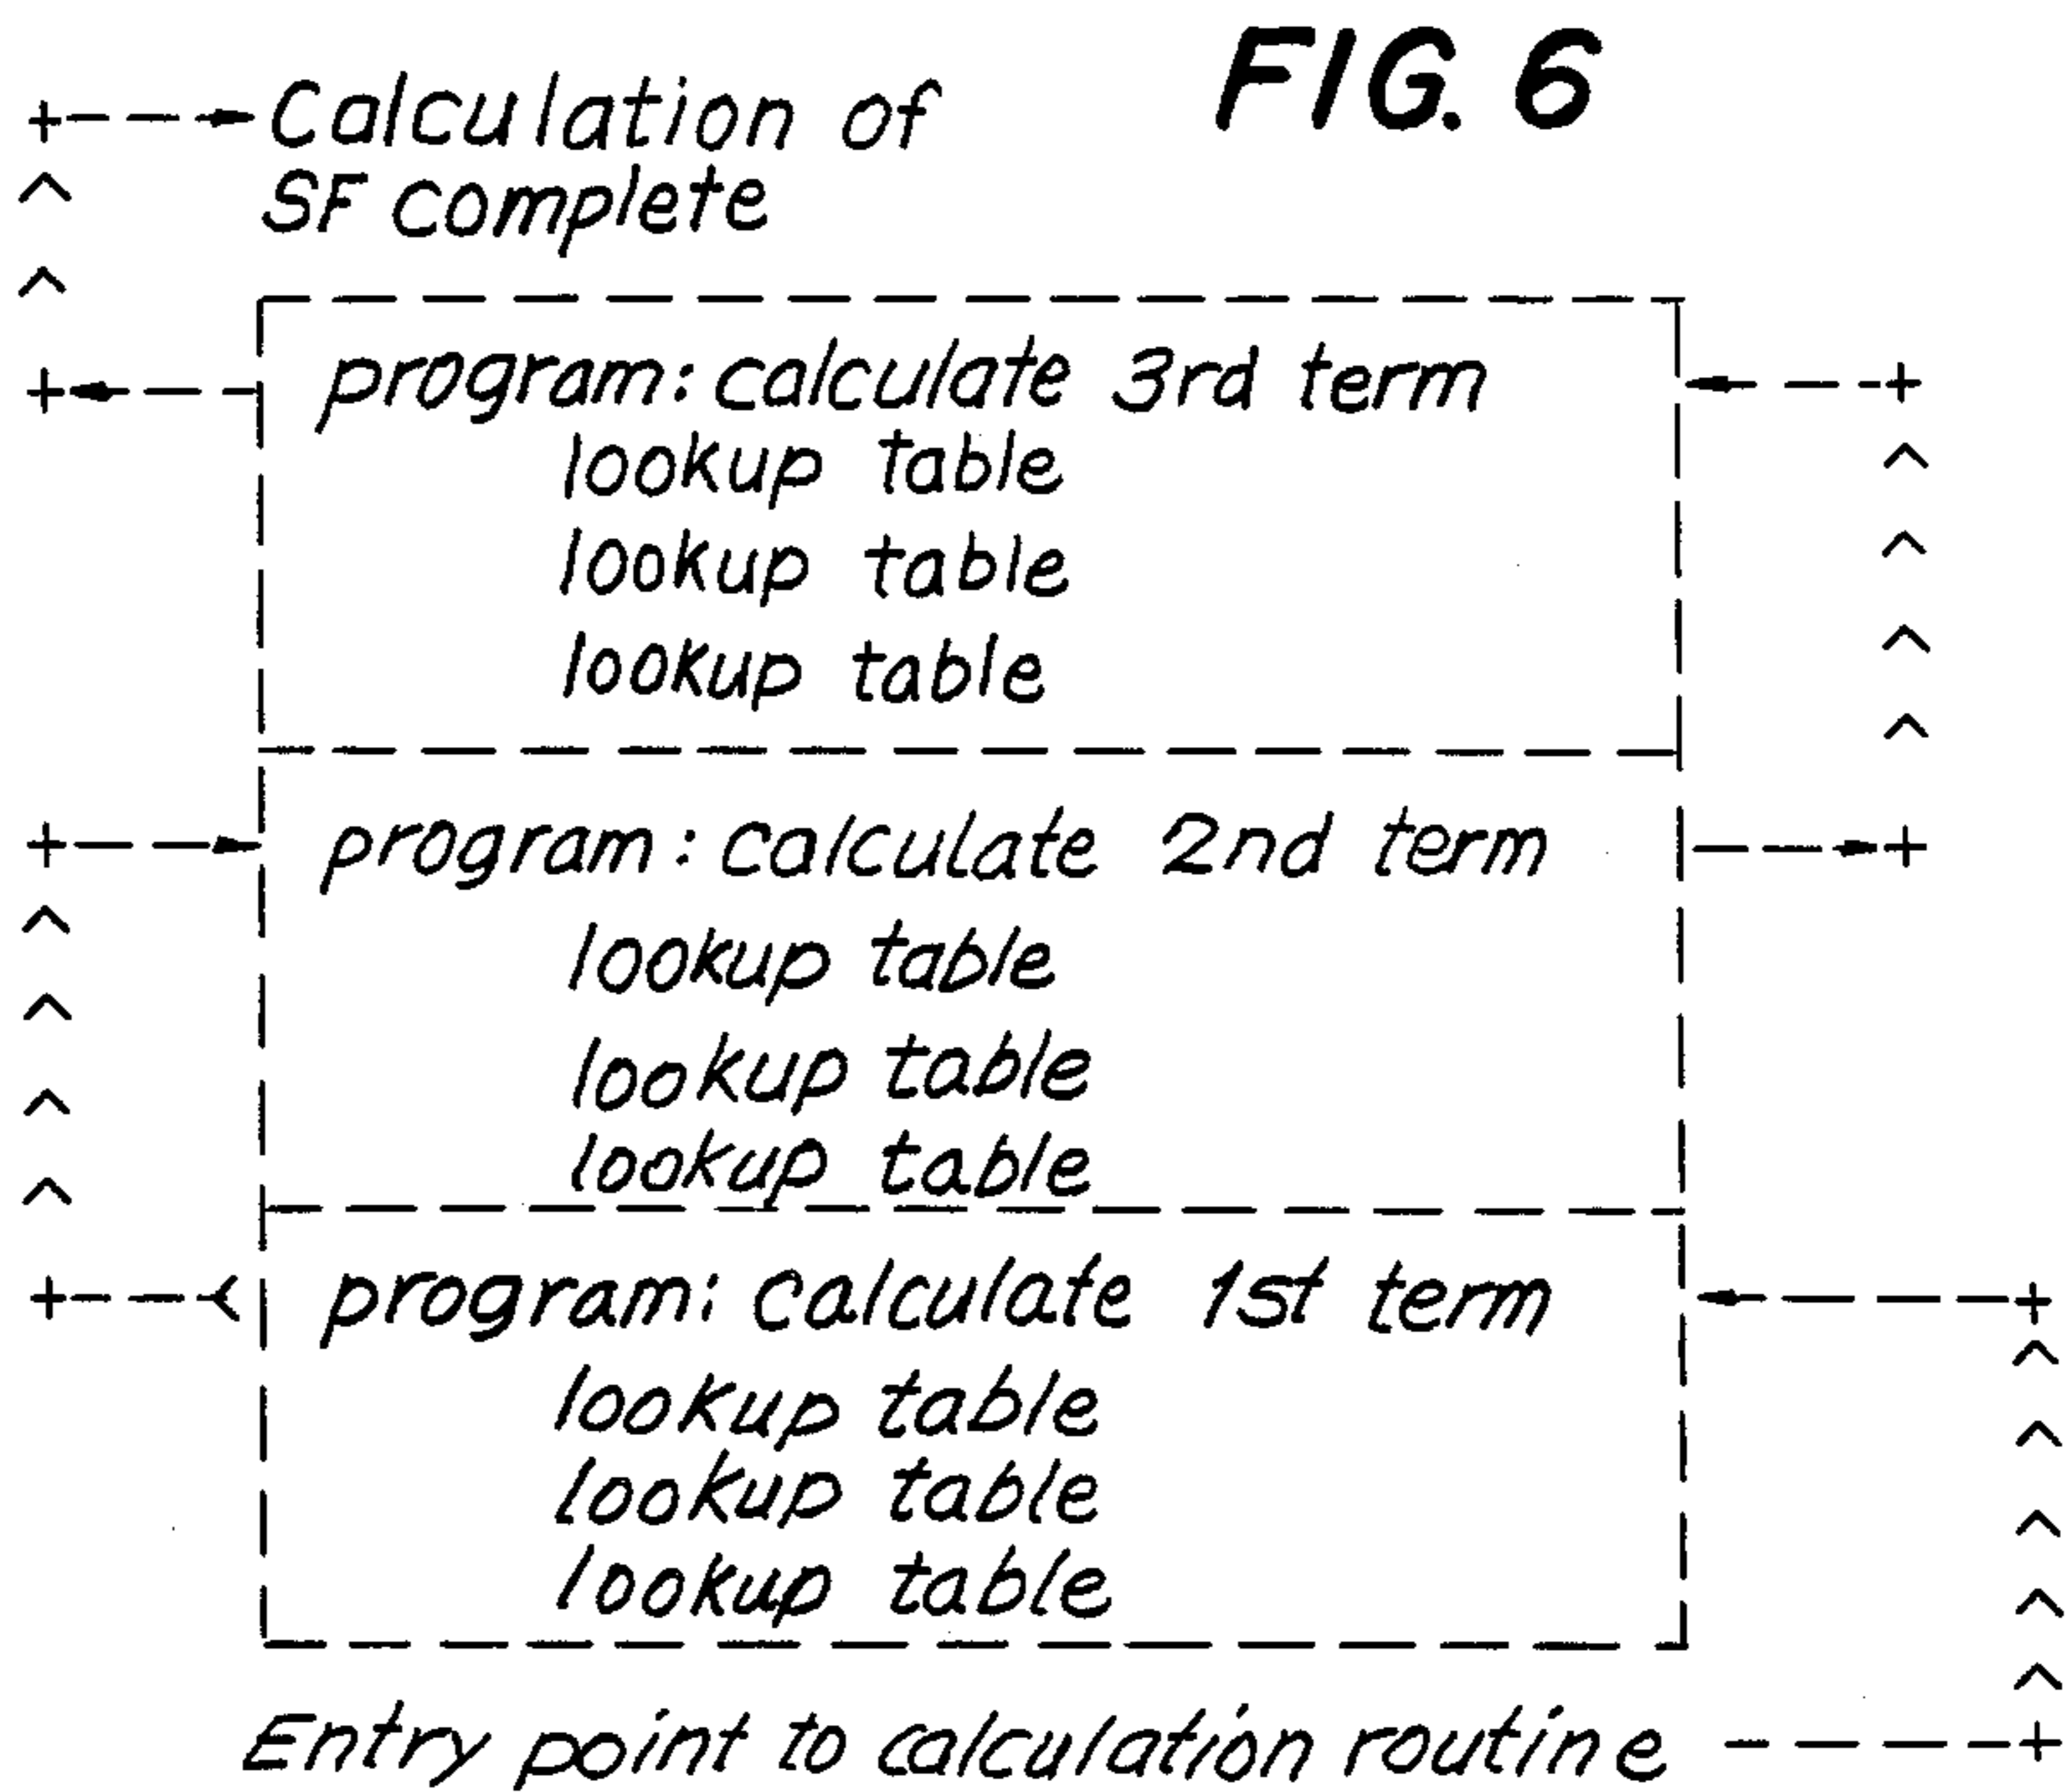 FIG. 6
Calculation of
SF complete
program: calculate 3rd term
lookup table
lookup table
lookup table
program: calculate 2nd term
lookup table
lookup table
lookup table
program: calculate 1st term
lookup table
lookup table
lookup table
Entry point to calculation routine